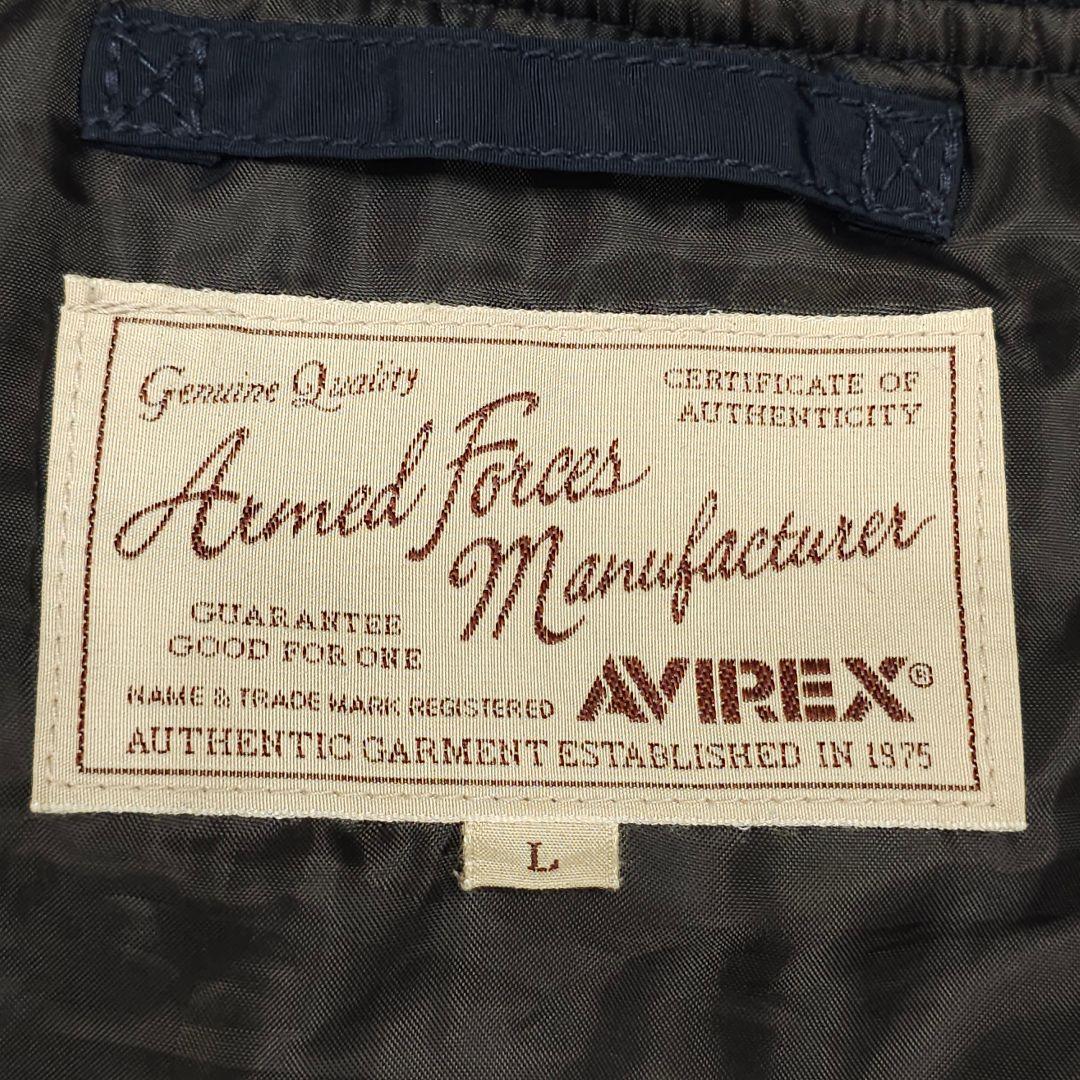 Genuine Quality
CERTIFICATE OF
AUTHENTICITY
Armed Forces
Manufacturer
GUARANTEE
GOOD FOR ONE
NAME & TRADE MARK REGISTERED
AVIREX®
AUTHENTIC GARMENT ESTABLISHED IN 1975
L